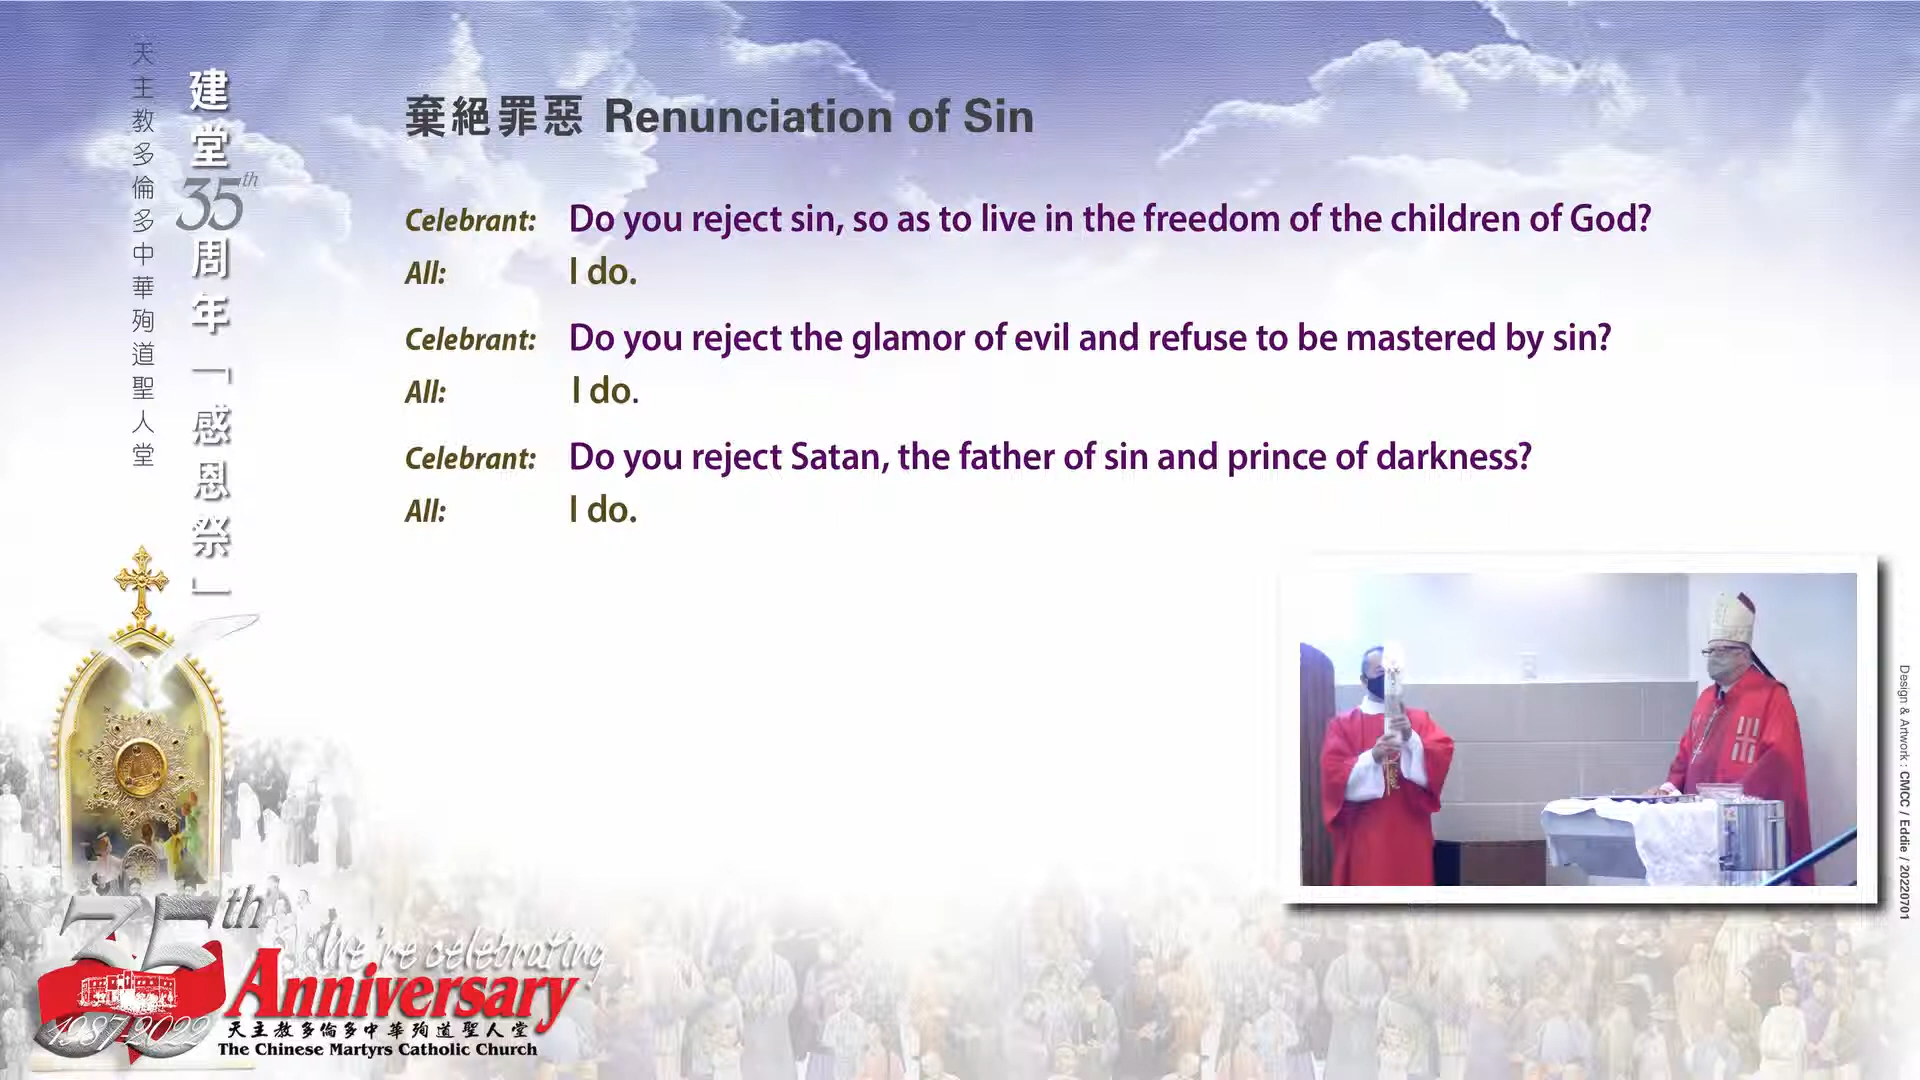 天主教多倫多中華殉道聖人堂
建堂35th周年「感恩祭」
棄絕罪惡 Renunciation of Sin
Celebrant: Do you reject sin, so as to live in the freedom of the children of God?
All: I do.
Celebrant: Do you reject the glamor of evil and refuse to be mastered by sin?
All: I do.
Celebrant: Do you reject Satan, the father of sin and prince of darkness?
All: I do.
Design & Artwork : CMCC / Eddie / 20220701
35th
We're celebrating
Anniversary
1987-2022
天主教多倫多中華殉道聖人堂
The Chinese Martyrs Catholic Church